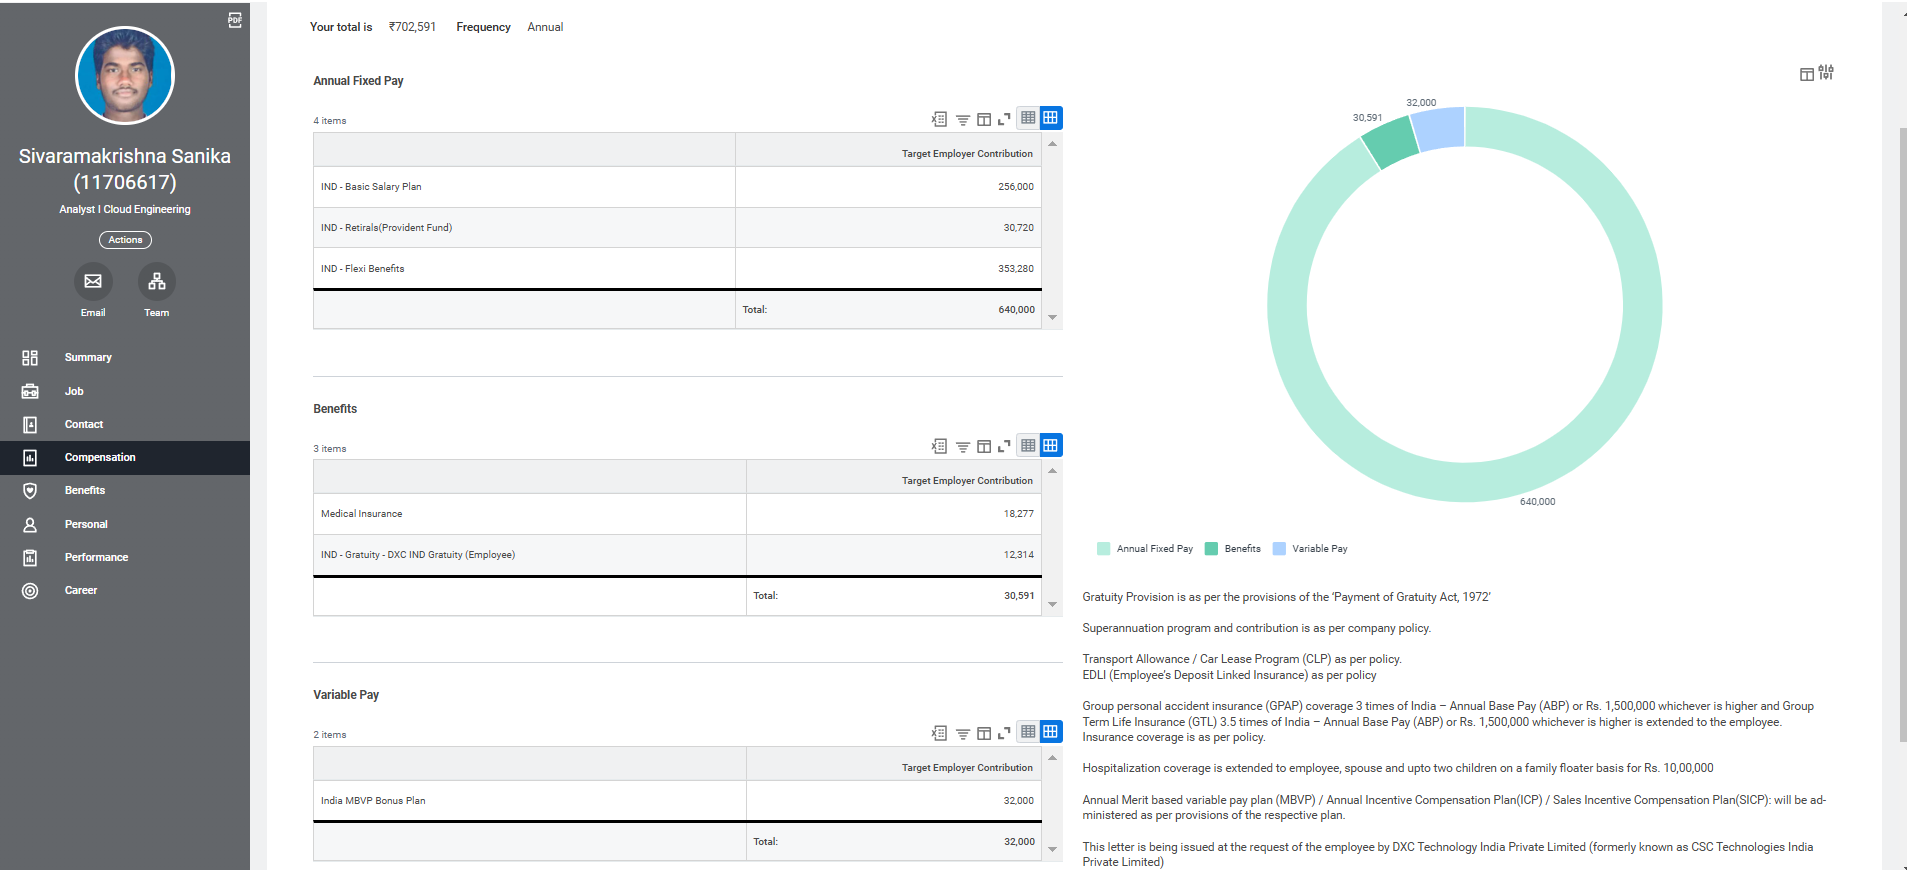 PDF
Sivaramakrishna Sanika
(11706617)
Analyst I Cloud Engineering
Actions
Email
Team
Summary
Job
Contact
Compensation
Benefits
Personal
Performance
Career
Your total is ₹702,591 Frequency Annual
Annual Fixed Pay
4 items
Target Employer Contribution
IND - Basic Salary Plan 256,000
IND - Retirals(Provident Fund) 30,720
IND - Flexi Benefits 353,280
Total: 640,000
Benefits
3 items
Target Employer Contribution
Medical Insurance 18,277
IND - Gratuity - DXC IND Gratuity (Employee) 12,314
Total: 30,591
Variable Pay
2 items
Target Employer Contribution
India MBVP Bonus Plan 32,000
Total: 32,000
32,000
30,591
640,000
Annual Fixed Pay Benefits Variable Pay
Gratuity Provision is as per the provisions of the ‘Payment of Gratuity Act, 1972’
Superannuation program and contribution is as per company policy.
Transport Allowance / Car Lease Program (CLP) as per policy.
EDLI (Employee’s Deposit Linked Insurance) as per policy
Group personal accident insurance (GPAP) coverage 3 times of India – Annual Base Pay (ABP) or Rs. 1,500,000 whichever is higher and Group
Term Life Insurance (GTL) 3.5 times of India – Annual Base Pay (ABP) or Rs. 1,500,000 whichever is higher is extended to the employee.
Insurance coverage is as per policy.
Hospitalization coverage is extended to employee, spouse and upto two children on a family floater basis for Rs. 10,00,000
Annual Merit based variable pay plan (MBVP) / Annual Incentive Compensation Plan(ICP) / Sales Incentive Compensation Plan(SICP): will be ad-
ministered as per provisions of the respective plan.
This letter is being issued at the request of the employee by DXC Technology India Private Limited (formerly known as CSC Technologies India
Private Limited)